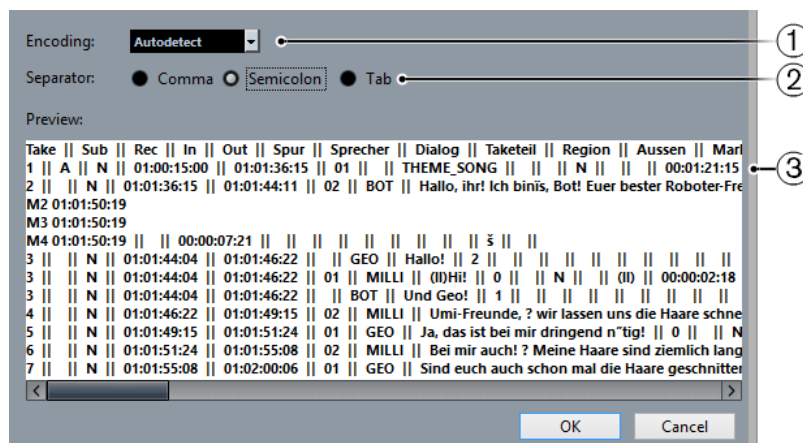 Encoding: Autodetect 1
Separator: Comma Semicolon Tab 2
Preview:
Take || Sub || Rec || In || Out || Spur || Sprecher || Dialog || Taketeil || Region || Aussen || Marl
1 || A || N || 01:00:15:00 || 01:01:36:15 || 01 || || THEME_SONG || || || N || || || 00:01:21:15 3
2 || || N || 01:01:36:15 || 01:01:44:11 || 02 || BOT || Hallo, ihr! Ich binïs, Bot! Euer bester Roboter-Fre
M2 01:01:50:19
M3 01:01:50:19
M4 01:01:50:19 || || 00:00:07:21 || || || || || || || || š || ||
3 || || N || 01:01:44:04 || 01:01:46:22 || || GEO || Hallo! || 2 || || || || || || || || ||
3 || || N || 01:01:44:04 || 01:01:46:22 || 01 || MILLI || (II)Hi! || 0 || || N || || (II) || 00:00:02:18
3 || || N || 01:01:44:04 || 01:01:46:22 || || BOT || Und Geo! || 1 || || || || || || || ||
4 || || N || 01:01:46:22 || 01:01:49:15 || 02 || MILLI || Umi-Freunde, ? wir lassen uns die Haare schne
5 || || N || 01:01:49:15 || 01:01:51:24 || 01 || GEO || Ja, das ist bei mir dringend n˝tig! || 0 || || N
6 || || N || 01:01:51:24 || 01:01:55:08 || 02 || MILLI || Bei mir auch! ? Meine Haare sind ziemlich lang
7 || || N || 01:01:55:08 || 01:02:00:06 || 01 || GEO || Sind euch auch schon mal die Haare geschnitten
OK Cancel